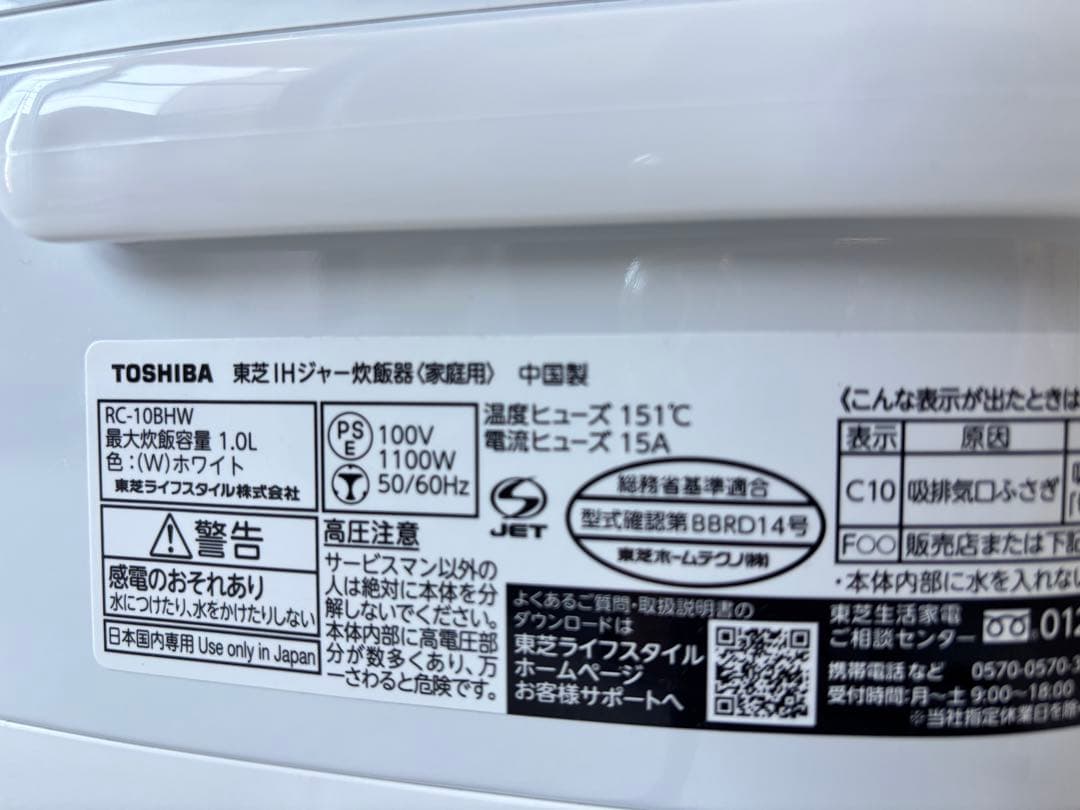 TOSHIBA 東芝IHジャー炊飯器〈家庭用〉 中国製
RC-10BHW
最大炊飯容量 1.0L
色：(W)ホワイト
東芝ライフスタイル株式会社
PS
E
100V
1100W
50/60Hz
温度ヒューズ 151℃
電流ヒューズ 15A
JET
総務省基準適合
型式確認第BBRD14号
東芝ホームテクノ(株)
警告
感電のおそれあり
水につけたり、水をかけたりしない
日本国内専用 Use only in Japan
高圧注意
サービスマン以外の
人は絶対に本体を分
解しないでください。
本体内部に高電圧部
分が数多くあり、万
一さわると危険です。
〈こんな表示が出たときは
表示 原因
C10 吸排気口ふさぎ
F○○ 販売店または下記
・本体内部に水を入れない
よくあるご質問・取扱説明書の
ダウンロードは
東芝ライフスタイル
ホームページ
お客様サポートへ
東芝生活家電
ご相談センター 012
携帯電話など 0570-0570-3
受付時間：月～土 9:00～18:00
※当社指定休業日を除